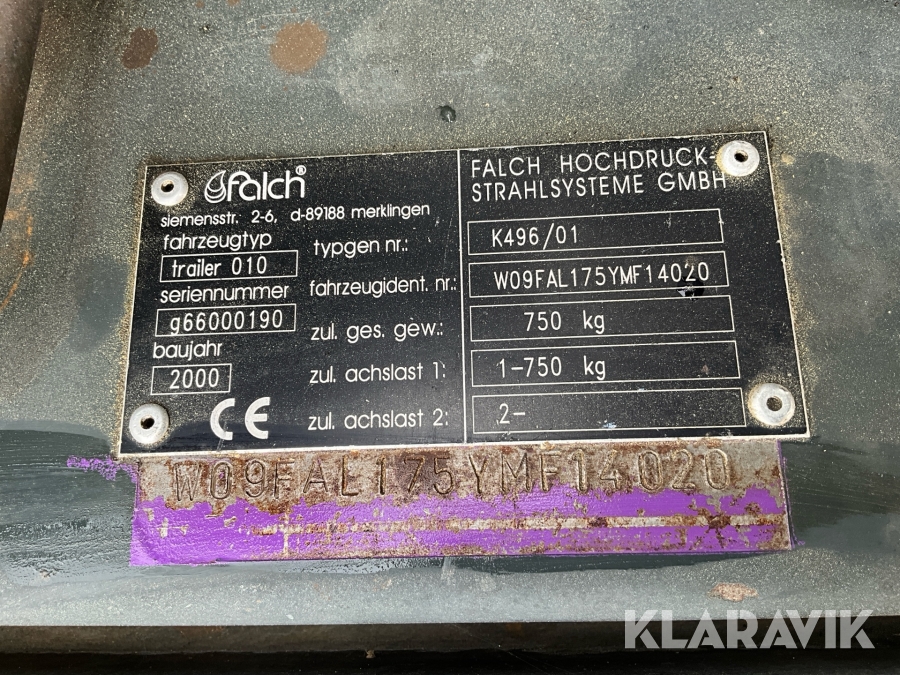 falch®
siemensstr. 2-6, d-89188 merklingen
fahrzeugtyp
trailer 010
seriennummer
g66000190
baujahr
2000
CE
FALCH HOCHDRUCK-
STRAHLSYSTEME GMBH
typgen nr.: K496/01
fahrzeugident. nr.: W09FAL175YMF14020
zul. ges. gew.: 750 kg
zul. achslast 1: 1-750 kg
zul. achslast 2: 2-
W09FAL175YMF14020
KLARAVIK